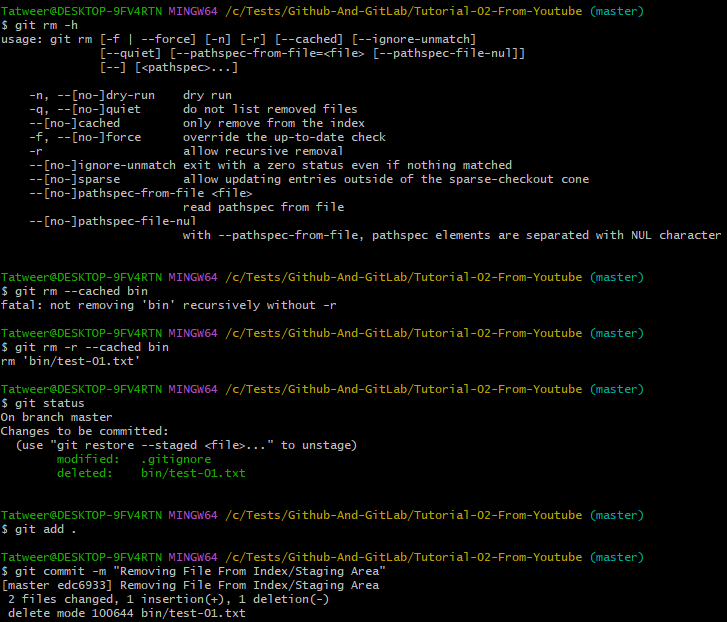 Tatweer@DESKTOP-9FV4RTN MINGW64 /c/Tests/Github-And-GitLab/Tutorial-02-From-Youtube (master)
$ git rm -h
usage: git rm [-f | --force] [-n] [-r] [--cached] [--ignore-unmatch]
              [--quiet] [--pathspec-from-file=<file> [--pathspec-file-nul]]
              [--] [<pathspec>...]

    -n, --[no-]dry-run    dry run
    -q, --[no-]quiet      do not list removed files
    --[no-]cached         only remove from the index
    -f, --[no-]force      override the up-to-date check
    -r                    allow recursive removal
    --[no-]ignore-unmatch exit with a zero status even if nothing matched
    --[no-]sparse         allow updating entries outside of the sparse-checkout cone
    --[no-]pathspec-from-file <file>
                          read pathspec from file
    --[no-]pathspec-file-nul
                          with --pathspec-from-file, pathspec elements are separated with NUL character

Tatweer@DESKTOP-9FV4RTN MINGW64 /c/Tests/Github-And-GitLab/Tutorial-02-From-Youtube (master)
$ git rm --cached bin
fatal: not removing 'bin' recursively without -r

Tatweer@DESKTOP-9FV4RTN MINGW64 /c/Tests/Github-And-GitLab/Tutorial-02-From-Youtube (master)
$ git rm -r --cached bin
rm 'bin/test-01.txt'

Tatweer@DESKTOP-9FV4RTN MINGW64 /c/Tests/Github-And-GitLab/Tutorial-02-From-Youtube (master)
$ git status
On branch master
Changes to be committed:
  (use "git restore --staged <file>..." to unstage)
        modified:   .gitignore
        deleted:    bin/test-01.txt

Tatweer@DESKTOP-9FV4RTN MINGW64 /c/Tests/Github-And-GitLab/Tutorial-02-From-Youtube (master)
$ git add .

Tatweer@DESKTOP-9FV4RTN MINGW64 /c/Tests/Github-And-GitLab/Tutorial-02-From-Youtube (master)
$ git commit -m "Removing File From Index/Staging Area"
[master edc6933] Removing File From Index/Staging Area
 2 files changed, 1 insertion(+), 1 deletion(-)
 delete mode 100644 bin/test-01.txt